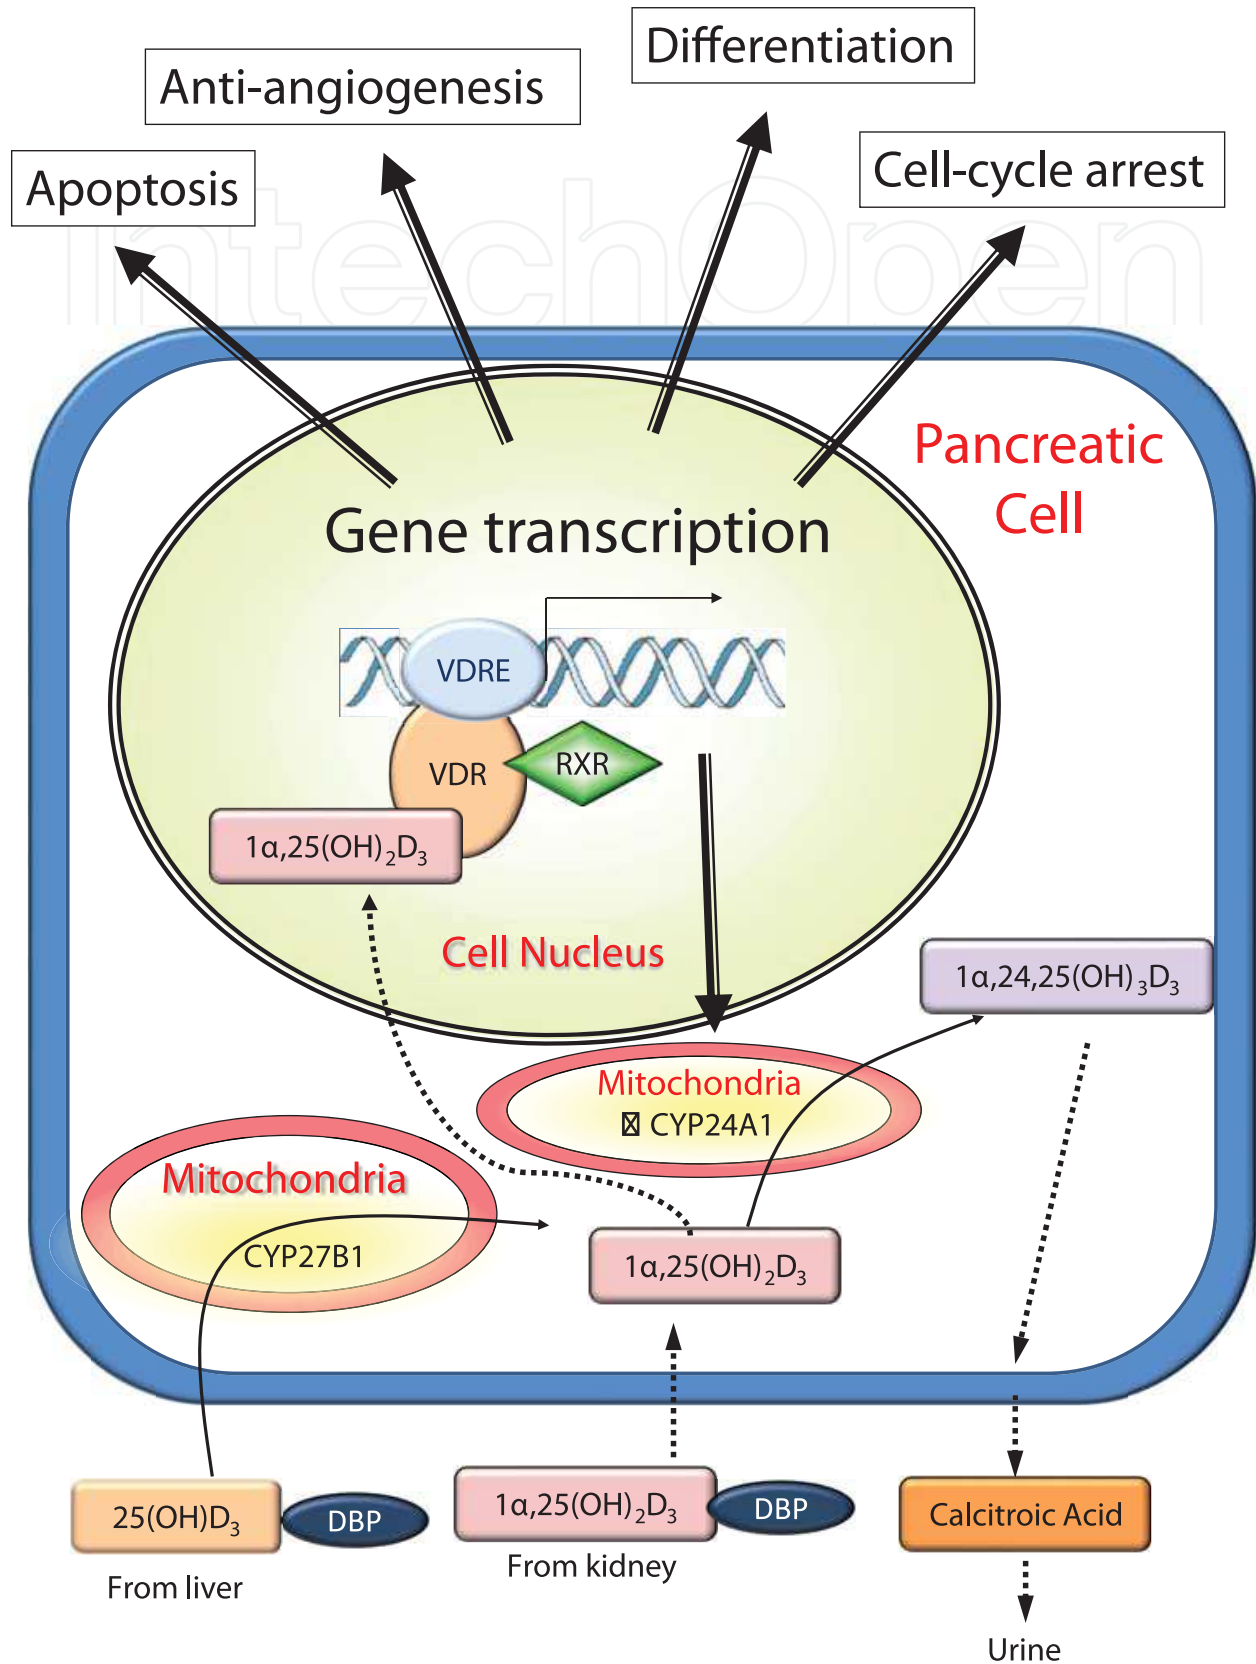 Differentiation
Anti-angiogenesis
Cell-cycle arrest
Apoptosis
IntechOpen
Pancreatic
Cell
Gene transcription
VDRE
VDR
RXR
1α,25(OH)₂D₃
Cell Nucleus
1α,24,25(OH)₃D₃
Mitochondria
CYP24A1
Mitochondria
CYP27B1
1α,25(OH)₂D₃
25(OH)D₃
DBP
From liver
1α,25(OH)₂D₃
DBP
From kidney
Calcitroic Acid
Urine